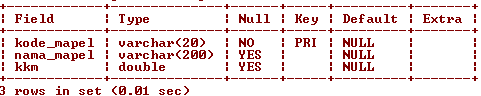 Field | Type | Null | Key | Default | Extra
kode_mapel | varchar(20) | NO | PRI | NULL |
nama_mapel | varchar(200) | YES | | NULL |
kkm | double | YES | | NULL |
3 rows in set (0.01 sec)